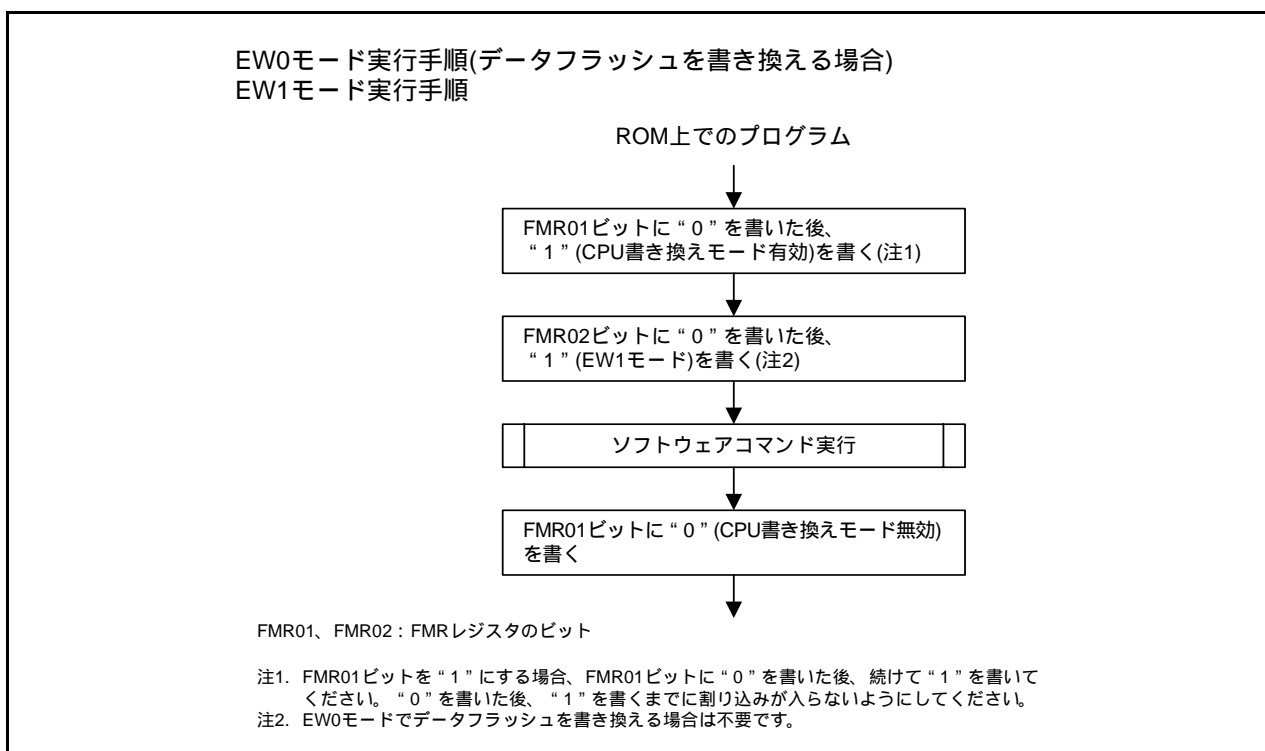 EW0モード実行手順(データフラッシュを書き換える場合)
EW1モード実行手順
ROM上でのプログラム
FMR01ビットに“0”を書いた後、
“1”(CPU書き換えモード有効)を書く(注1)
FMR02ビットに“0”を書いた後、
“1”(EW1モード)を書く(注2)
ソフトウェアコマンド実行
FMR01ビットに“0”(CPU書き換えモード無効)
を書く
FMR01、FMR02：FMRレジスタのビット
注1. FMR01ビットを“1”にする場合、FMR01ビットに“0”を書いた後、続けて“1”を書いて
ください。“0”を書いた後、“1”を書くまでに割り込みが入らないようにしてください。
注2. EW0モードでデータフラッシュを書き換える場合は不要です。